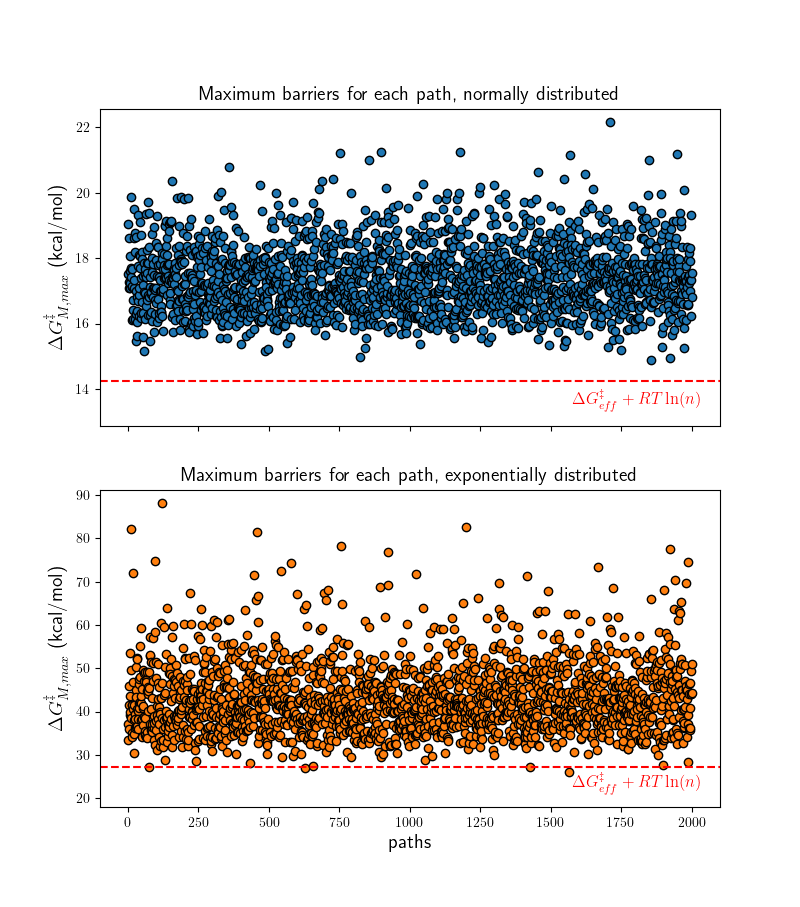 Maximum barriers for each path, normally distributed
22
20
18
16
14
ΔG‡M,max (kcal/mol)
ΔG‡eff + RT ln(n)
Maximum barriers for each path, exponentially distributed
90
80
70
60
50
40
30
20
ΔG‡M,max (kcal/mol)
ΔG‡eff + RT ln(n)
0 250 500 750 1000 1250 1500 1750 2000
paths